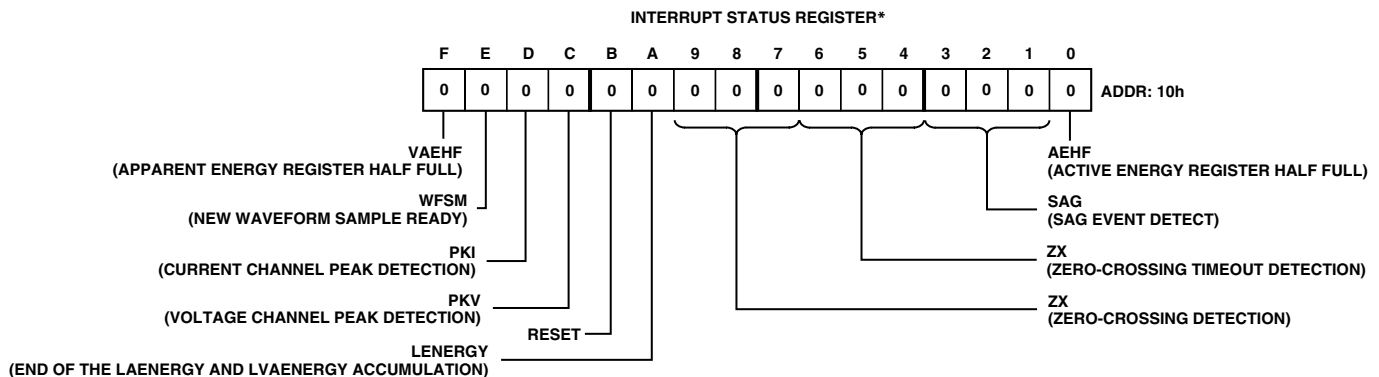 INTERRUPT STATUS REGISTER*
F E D C B A 9 8 7 6 5 4 3 2 1 0
0 0 0 0 0 0 0 0 0 0 0 0 0 0 0 0 ADDR: 10h
VAEHF
(APPARENT ENERGY REGISTER HALF FULL)
WFSM
(NEW WAVEFORM SAMPLE READY)
PKI
(CURRENT CHANNEL PEAK DETECTION)
PKV
(VOLTAGE CHANNEL PEAK DETECTION)
RESET
LENERGY
(END OF THE LAENERGY AND LVAENERGY ACCUMULATION)
AEHF
(ACTIVE ENERGY REGISTER HALF FULL)
SAG
(SAG EVENT DETECT)
ZX
(ZERO-CROSSING TIMEOUT DETECTION)
ZX
(ZERO-CROSSING DETECTION)